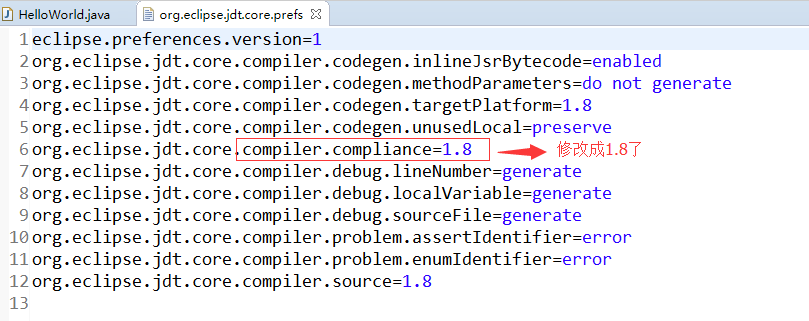 HelloWorld.java org.eclipse.jdt.core.prefs
1 eclipse.preferences.version=1
2 org.eclipse.jdt.core.compiler.codegen.inlineJsrBytecode=enabled
3 org.eclipse.jdt.core.compiler.codegen.methodParameters=do not generate
4 org.eclipse.jdt.core.compiler.codegen.targetPlatform=1.8
5 org.eclipse.jdt.core.compiler.codegen.unusedLocal=preserve
6 org.eclipse.jdt.core.compiler.compliance=1.8 修改成1.8了
7 org.eclipse.jdt.core.compiler.debug.lineNumber=generate
8 org.eclipse.jdt.core.compiler.debug.localVariable=generate
9 org.eclipse.jdt.core.compiler.debug.sourceFile=generate
10 org.eclipse.jdt.core.compiler.problem.assertIdentifier=error
11 org.eclipse.jdt.core.compiler.problem.enumIdentifier=error
12 org.eclipse.jdt.core.compiler.source=1.8
13